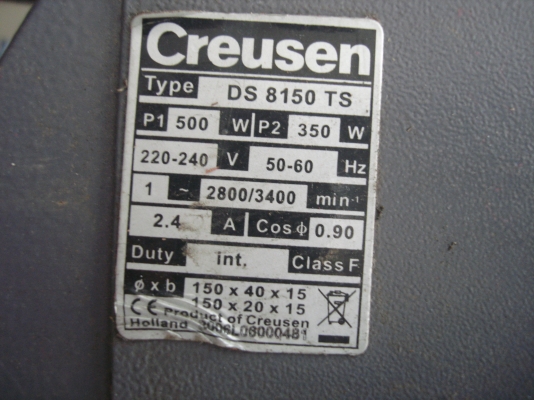 Creusen
Type DS 8150 TS
P1 500 W P2 350 W
220-240 V 50-60 Hz
1 ~ 2800/3400 min⁻¹
2.4 A Cos ϕ 0.90
Duty int. Class F
ϕ x b 150 x 40 x 15
150 x 20 x 15
CE Product of Creusen
Holland